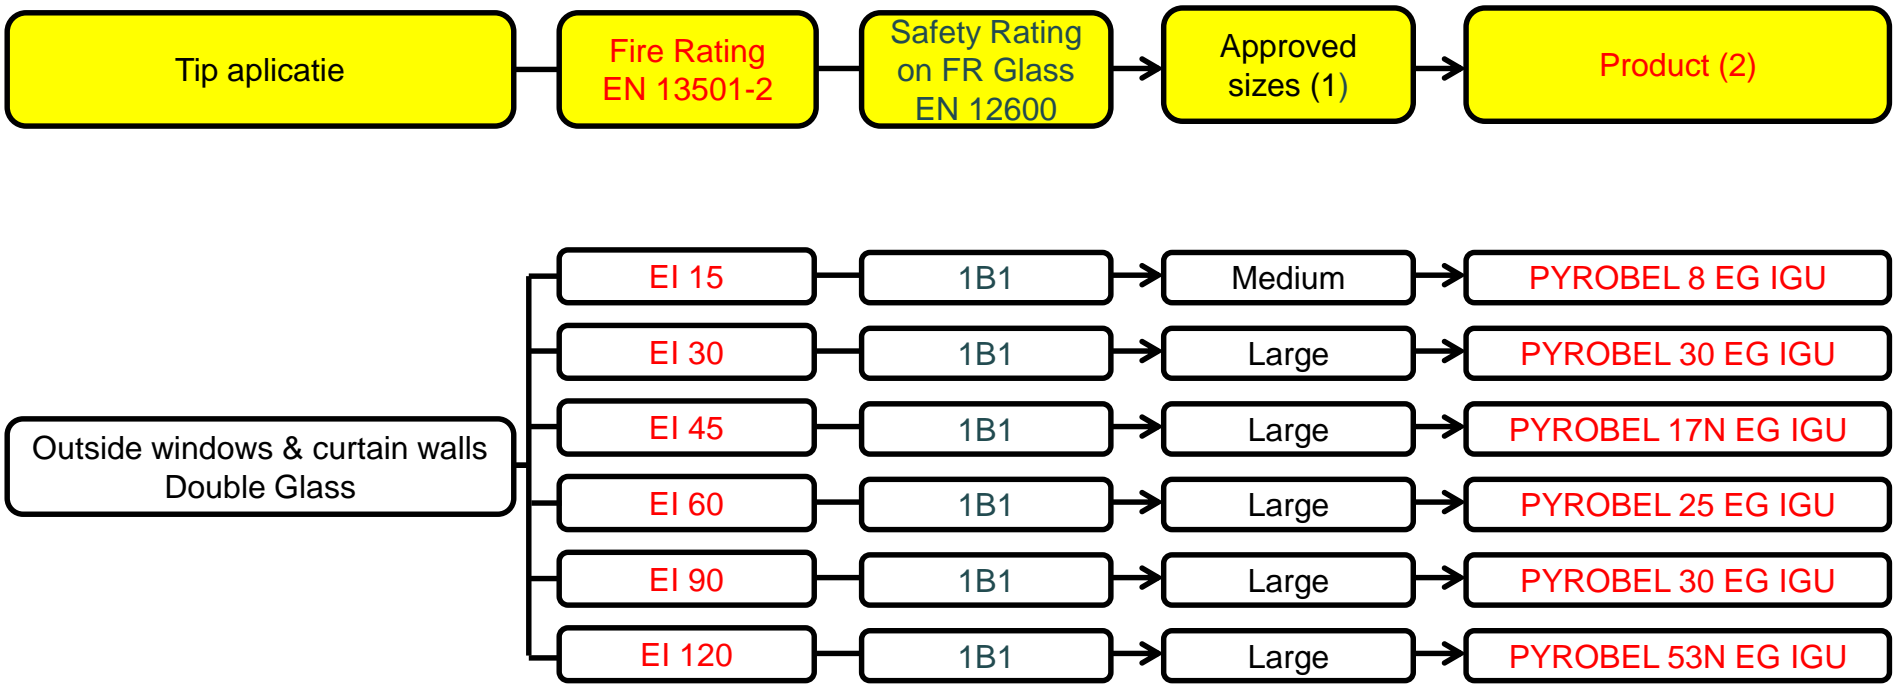 Tip aplicatie
Fire Rating
EN 13501-2
Safety Rating
on FR Glass
EN 12600
Approved
sizes (1)
Product (2)
EI 15
1B1
Medium
PYROBEL 8 EG IGU
EI 30
1B1
Large
PYROBEL 30 EG IGU
EI 45
1B1
Large
PYROBEL 17N EG IGU
Outside windows & curtain walls
Double Glass
EI 60
1B1
Large
PYROBEL 25 EG IGU
EI 90
1B1
Large
PYROBEL 30 EG IGU
EI 120
1B1
Large
PYROBEL 53N EG IGU